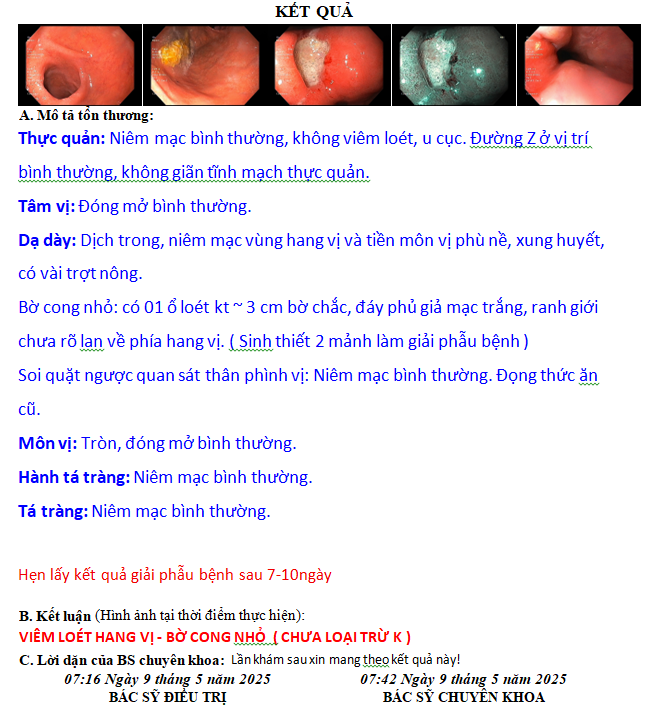 KẾT QUẢ
A. Mô tả tổn thương:
Thực quản: Niêm mạc bình thường, không viêm loét, u cục. Đường Z ở vị trí
bình thường, không giãn tĩnh mạch thực quản.
Tâm vị: Đóng mở bình thường.
Dạ dày: Dịch trong, niêm mạc vùng hang vị và tiền môn vị phù nề, xung huyết,
có vài trợt nông.
Bờ cong nhỏ: có 01 ổ loét kt ~ 3 cm bờ chắc, đáy phủ giả mạc trắng, ranh giới
chưa rõ lan về phía hang vị. ( Sinh thiết 2 mảnh làm giải phẫu bệnh )
Soi quặt ngược quan sát thân phình vị: Niêm mạc bình thường. Đọng thức ăn
cũ.
Môn vị: Tròn, đóng mở bình thường.
Hành tá tràng: Niêm mạc bình thường.
Tá tràng: Niêm mạc bình thường.
Hẹn lấy kết quả giải phẫu bệnh sau 7-10ngày
B. Kết luận (Hình ảnh tại thời điểm thực hiện):
VIÊM LOÉT HANG VỊ - BỜ CONG NHỎ ( CHƯA LOẠI TRỪ K )
C. Lời dặn của BS chuyên khoa: Lần khám sau xin mang theo kết quả này!
07:16 Ngày 9 tháng 5 năm 2025 07:42 Ngày 9 tháng 5 năm 2025
BÁC SỸ ĐIỀU TRỊ BÁC SỸ CHUYÊN KHOA